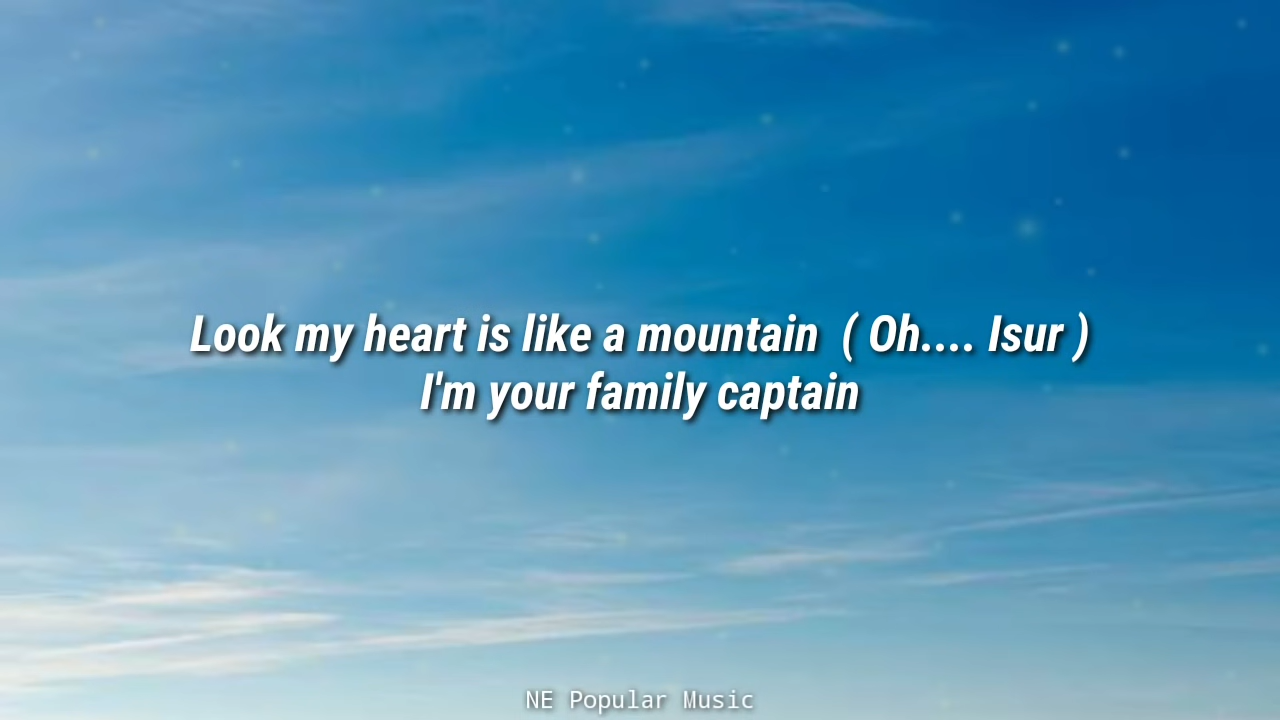 Look my heart is like a mountain  ( Oh.... Isur )
I'm your family captain
NE Popular Music